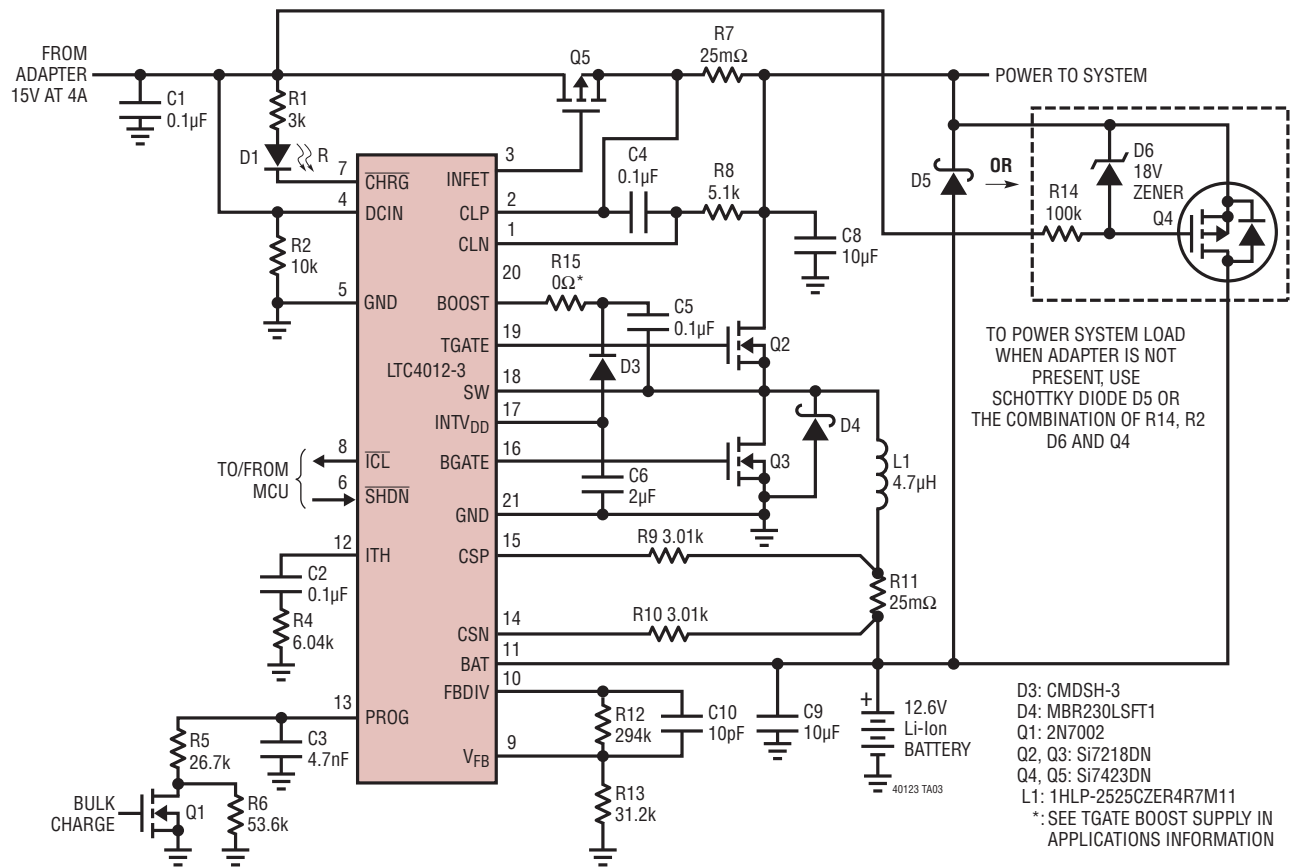 FROM
ADAPTER
15V AT 4A
C1
0.1µF
R1
3k
D1
R
Q5
R7
25mΩ
POWER TO SYSTEM
7
CHRG
4
DCIN
R2
10k
5
GND
3
INFET
2
CLP
1
CLN
C4
0.1µF
R8
5.1k
C8
10µF
20
BOOST
R15
0Ω*
C5
0.1µF
19
TGATE
Q2
LTC4012-3
D3
18
SW
17
INTVDD
D4
16
BGATE
Q3
C6
2µF
21
GND
L1
4.7µH
D5
OR
R14
100k
D6
18V
ZENER
Q4
TO POWER SYSTEM LOAD
WHEN ADAPTER IS NOT
PRESENT, USE
SCHOTTKY DIODE D5 OR
THE COMBINATION OF R14, R2
D6 AND Q4
TO/FROM
MCU
8
ICL
6
SHDN
12
ITH
C2
0.1µF
R4
6.04k
15
CSP
R9 3.01k
R11
25mΩ
14
CSN
R10 3.01k
11
BAT
10
FBDIV
R12
294k
C10
10pF
C9
10µF
+
12.6V
Li-Ion
BATTERY
9
VFB
R13
31.2k
13
PROG
R5
26.7k
C3
4.7nF
BULK
CHARGE
Q1
R6
53.6k
40123 TA03
D3: CMDSH-3
D4: MBR230LSFT1
Q1: 2N7002
Q2, Q3: Si7218DN
Q4, Q5: Si7423DN
L1: 1HLP-2525CZER4R7M11
*: SEE TGATE BOOST SUPPLY IN
APPLICATIONS INFORMATION